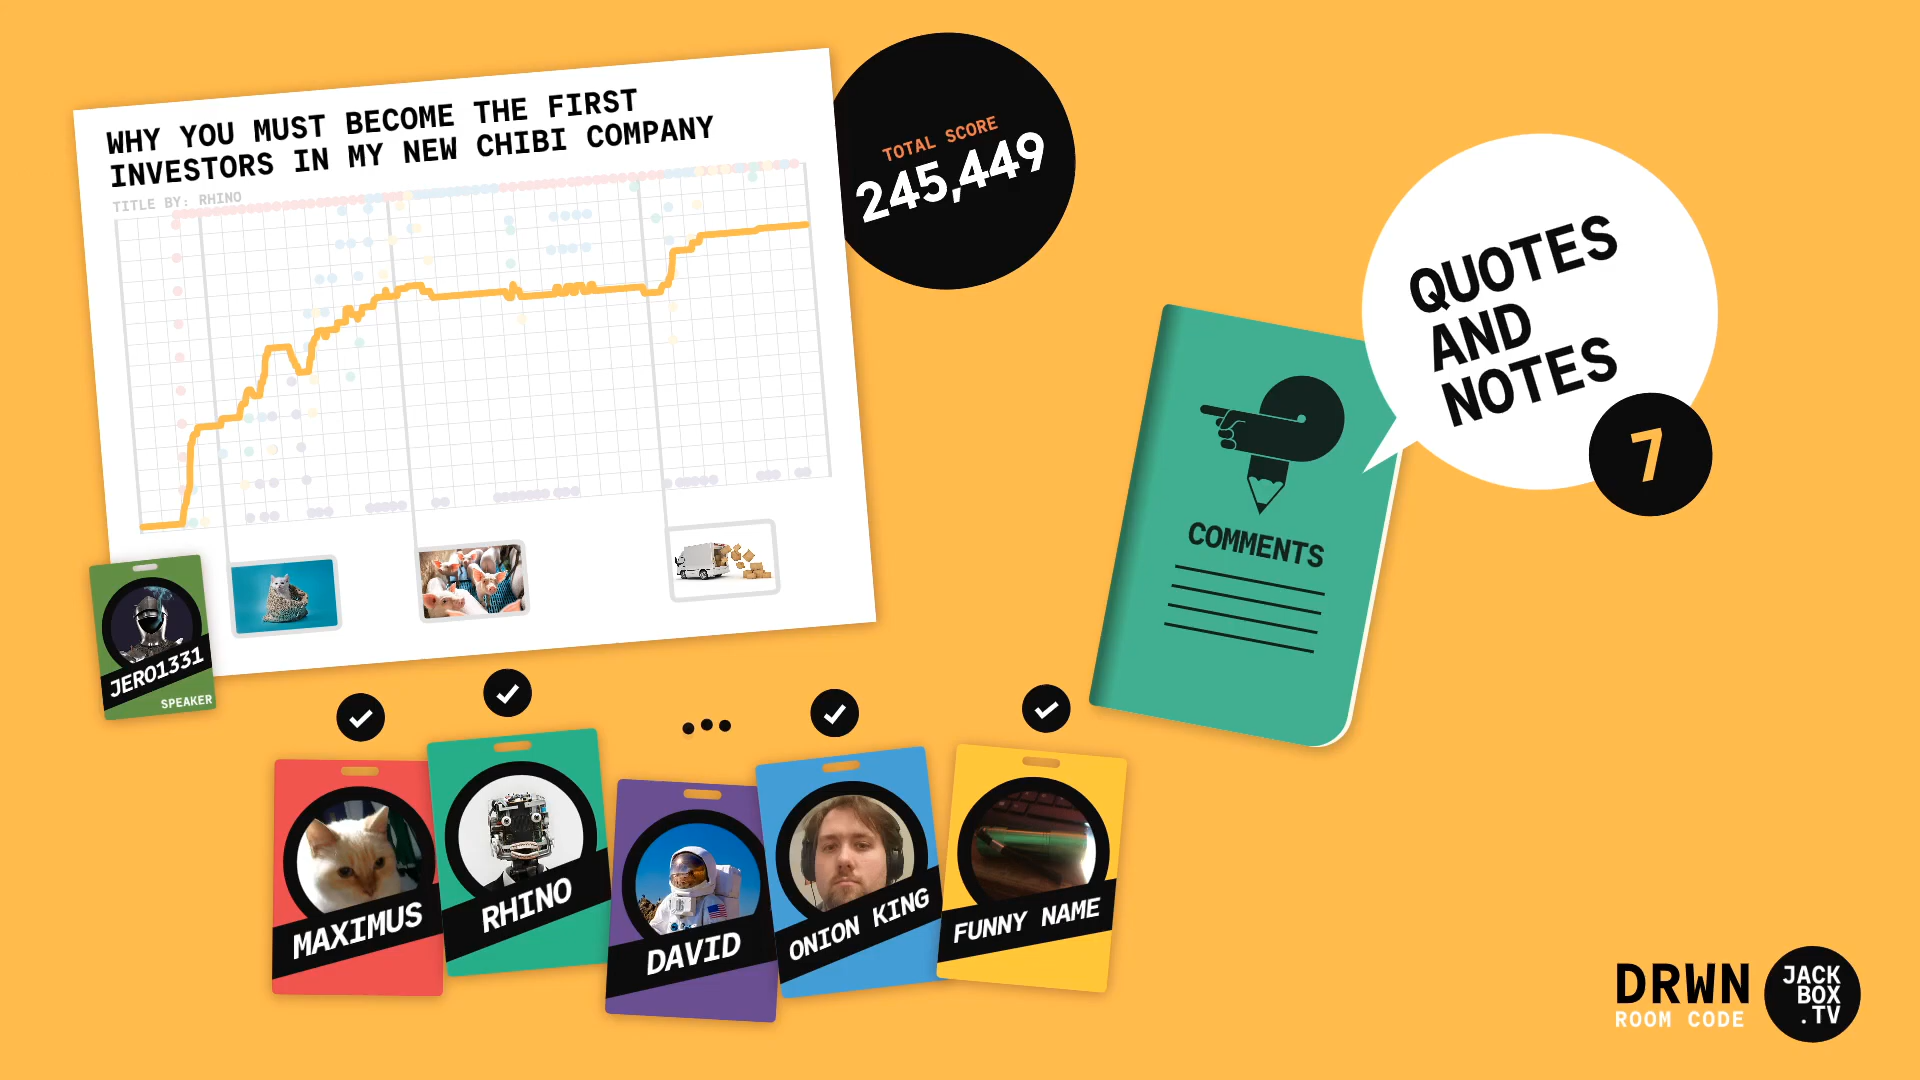 WHY YOU MUST BECOME THE FIRST
INVESTORS IN MY NEW CHIBI COMPANY
TITLE BY: RHINO
TOTAL SCORE
245,449
QUOTES
AND
NOTES
7
COMMENTS
JERO1331
SPEAKER
MAXIMUS
RHINO
DAVID
ONION KING
FUNNY NAME
DRWN
ROOM CODE
JACK
BOX
.TV